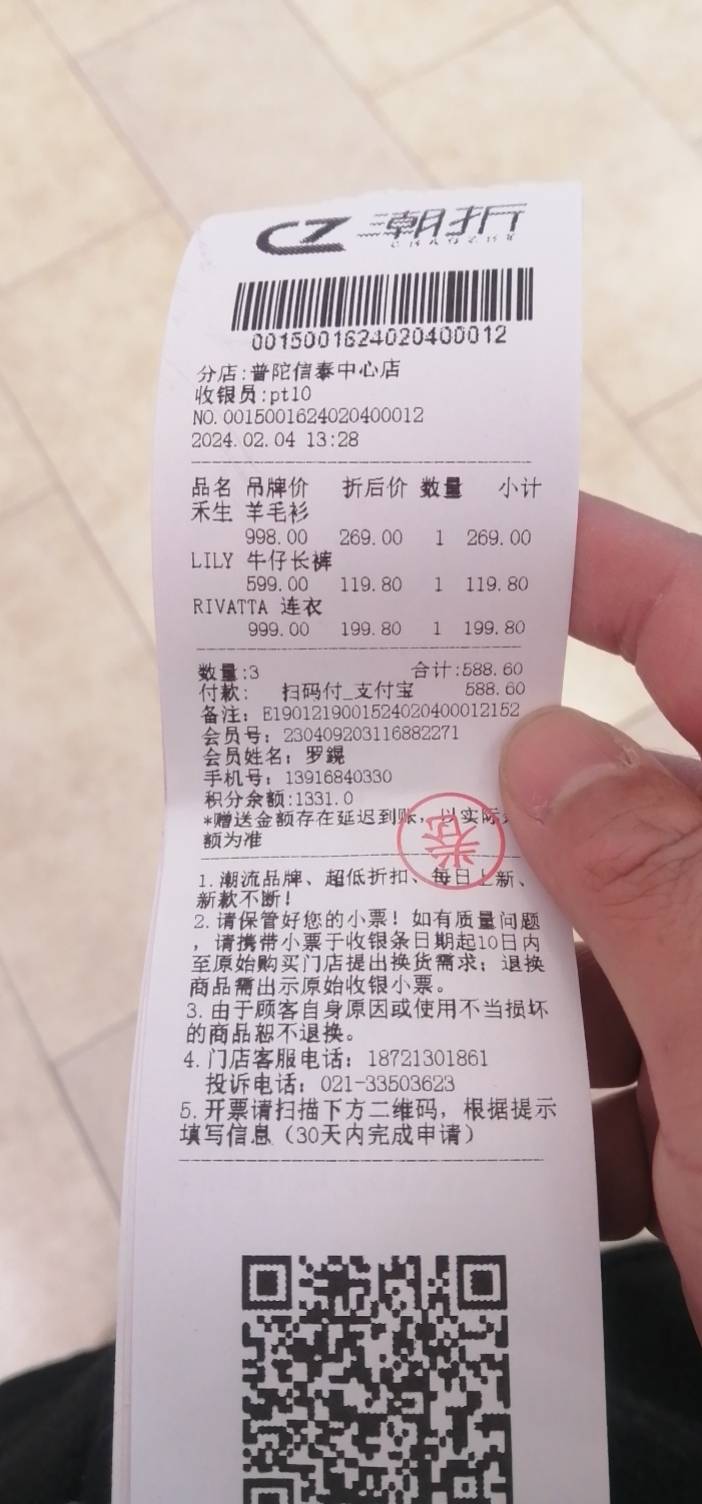 CZ 潮折
0015001624020400012
分店:普陀信泰中心店
收银员:pt10
NO.0015001624020400012
2024.02.04 13:28
品名 吊牌价 折后价 数量 小计
禾生 羊毛衫
998.00 269.00 1 269.00
LILY 牛仔长裤
599.00 119.80 1 119.80
RIVATTA 连衣
999.00 199.80 1 199.80
数量:3 合计:588.60
付款: 扫码付_支付宝 588.60
备注: E1901219001524020400012152
会员号: 230409203116882271
会员姓名: 罗鎤
手机号: 13916840330
积分余额:1331.0
*赠送金额存在延迟到账，以实际
额为准
1.潮流品牌、超低折扣、每日上新、
新款不断!
2.请保管好您的小票!如有质量问题
，请携带小票于收银条日期起10日内
至原始购买门店提出换货需求; 退换
商品需出示原始收银小票。
3.由于顾客自身原因或使用不当损坏
的商品恕不退换。
4.门店客服电话: 18721301861
投诉电话: 021-33503623
5.开票请扫描下方二维码，根据提示
填写信息（30天内完成申请）